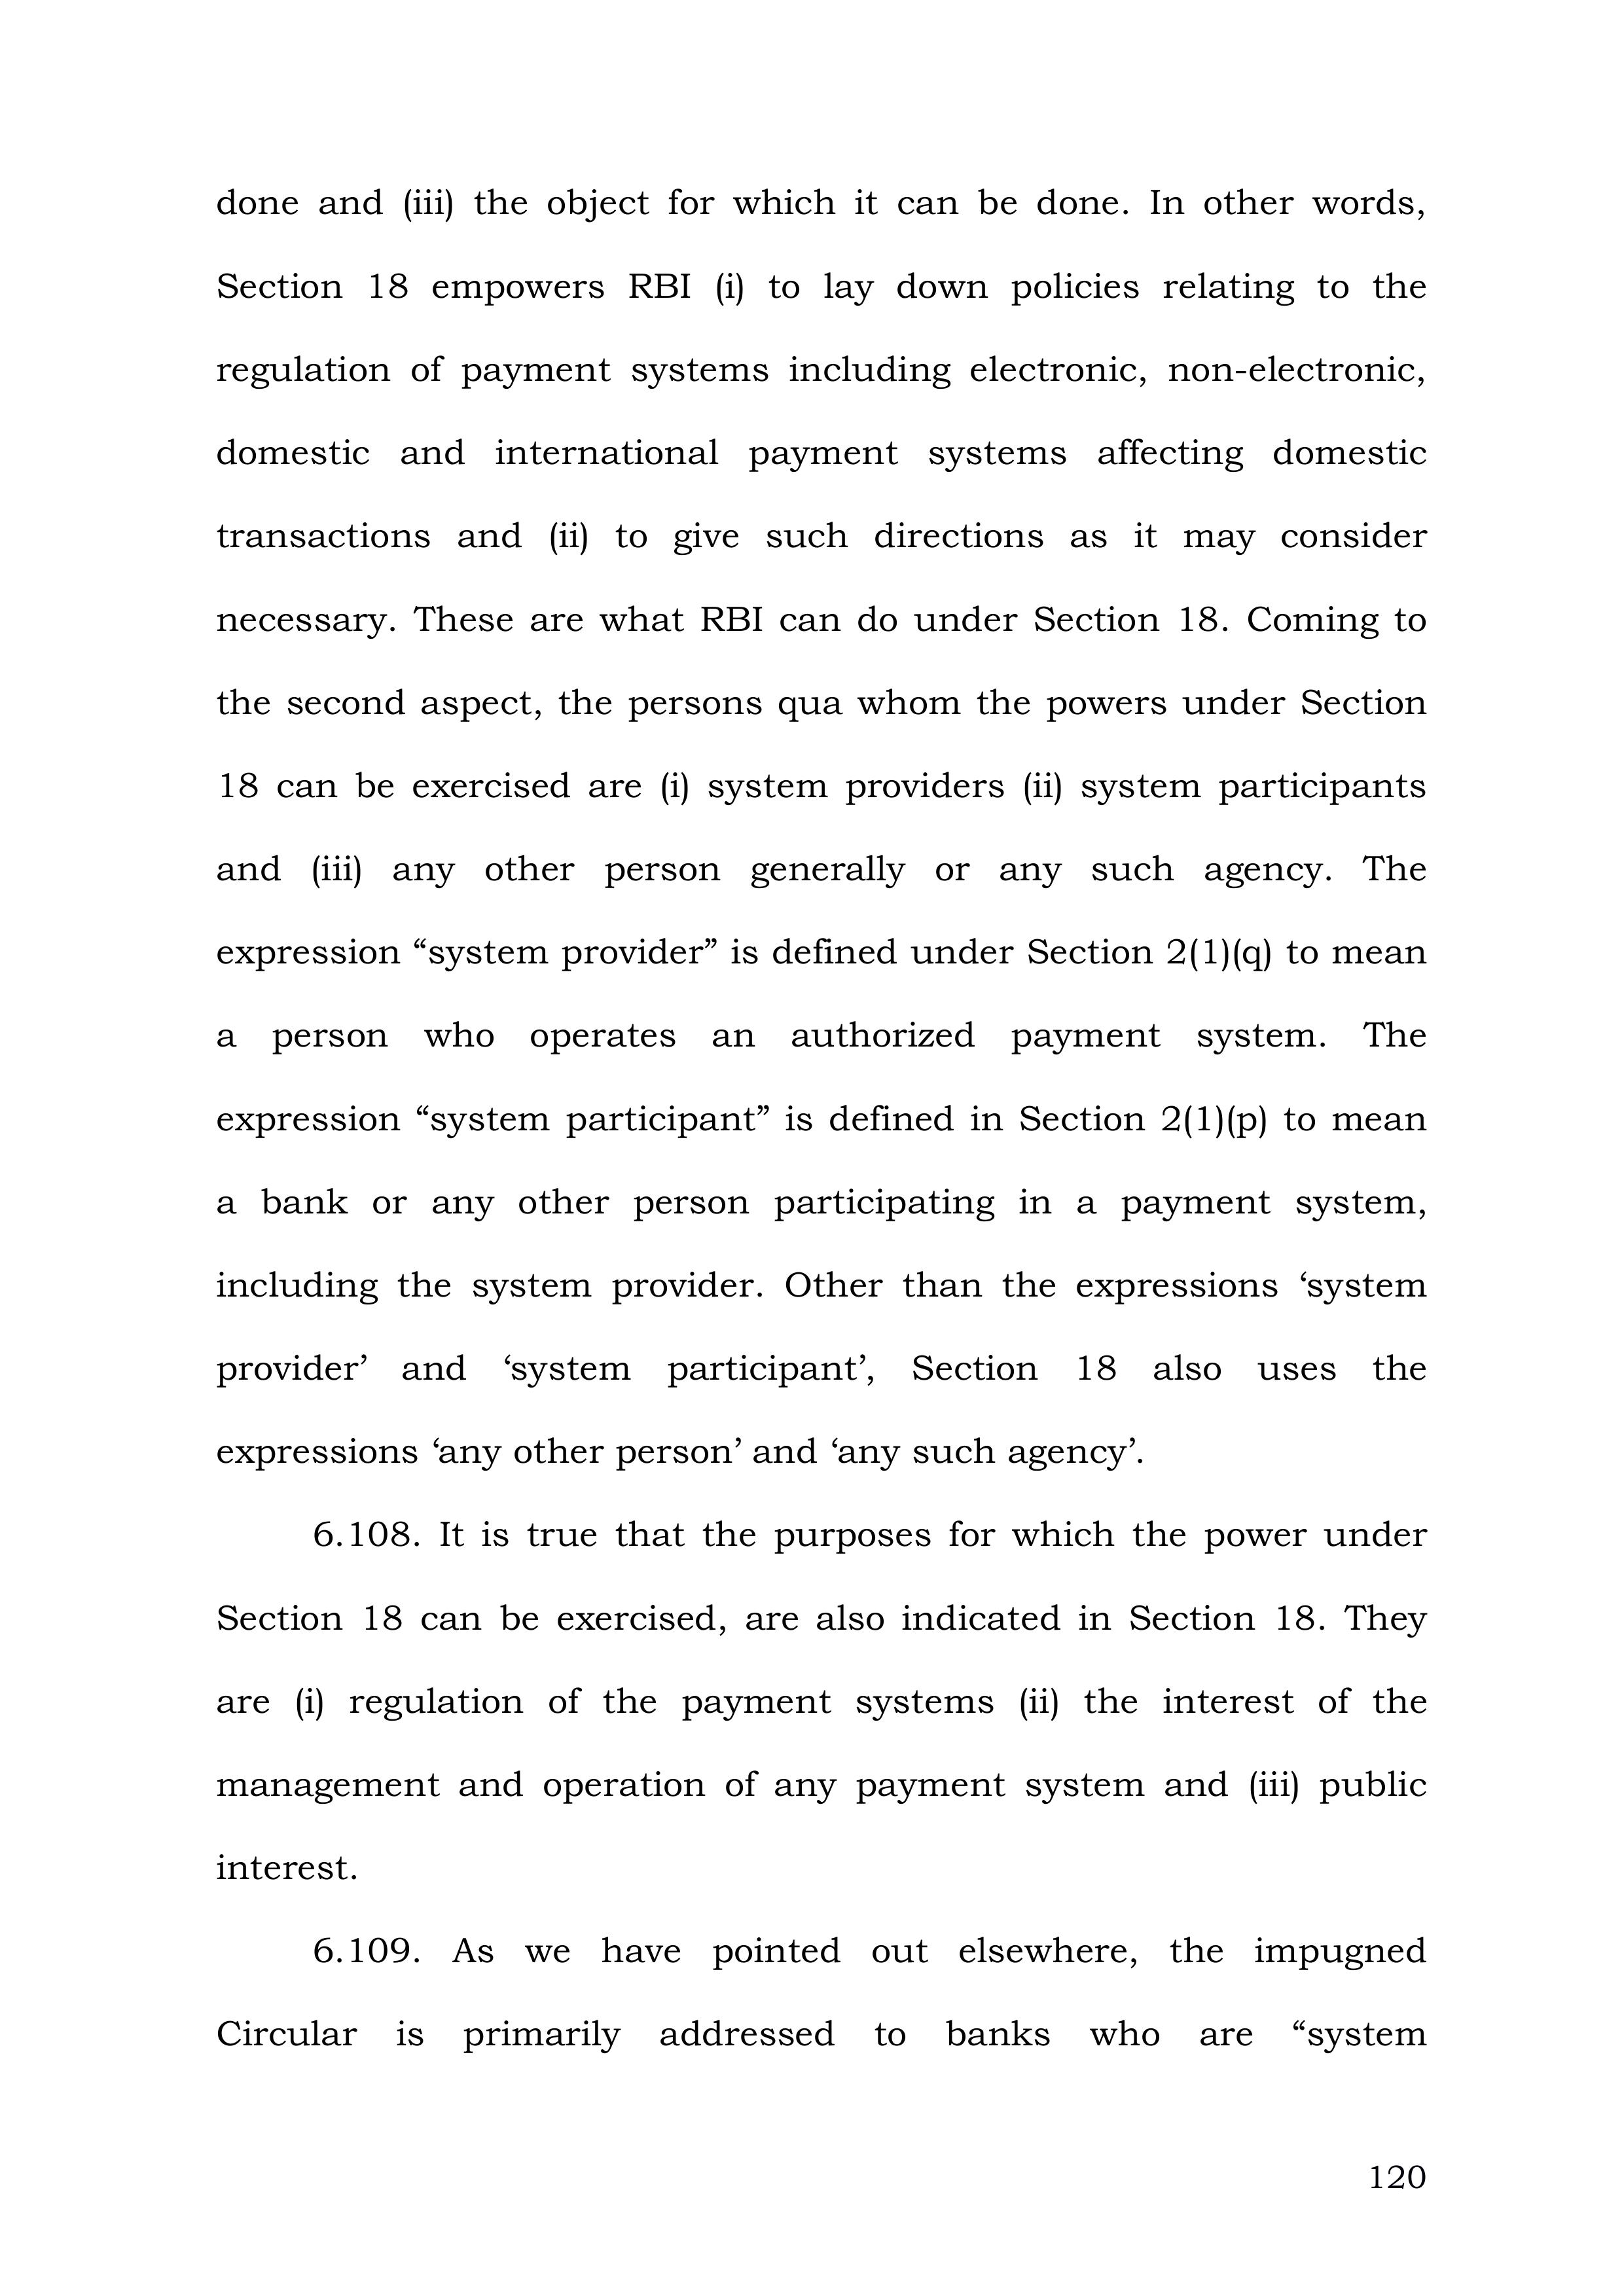 done and (iii) the object for which it can be done. In other words,
Section 18 empowers RBI (i) to lay down policies relating to the
regulation of payment systems including electronic, non-electronic,
domestic and international payment systems affecting domestic
transactions and (ii) to give such directions as it may consider
necessary. These are what RBI can do under Section 18. Coming to
the second aspect, the persons qua whom the powers under Section
18 can be exercised are (i) system providers (ii) system participants
and (iii) any other person generally or any such agency. The
expression “system provider” is defined under Section 2(1)(q) to mean
a person who operates an authorized payment system. The
expression “system participant” is defined in Section 2(1)(p) to mean
a bank or any other person participating in a payment system,
including the system provider. Other than the expressions ‘system
provider’ and ‘system participant’, Section 18 also uses the
expressions ‘any other person’ and ‘any such agency’.
6.108. It is true that the purposes for which the power under
Section 18 can be exercised, are also indicated in Section 18. They
are (i) regulation of the payment systems (ii) the interest of the
management and operation of any payment system and (iii) public
interest.
6.109. As we have pointed out elsewhere, the impugned
Circular is primarily addressed to banks who are “system
120